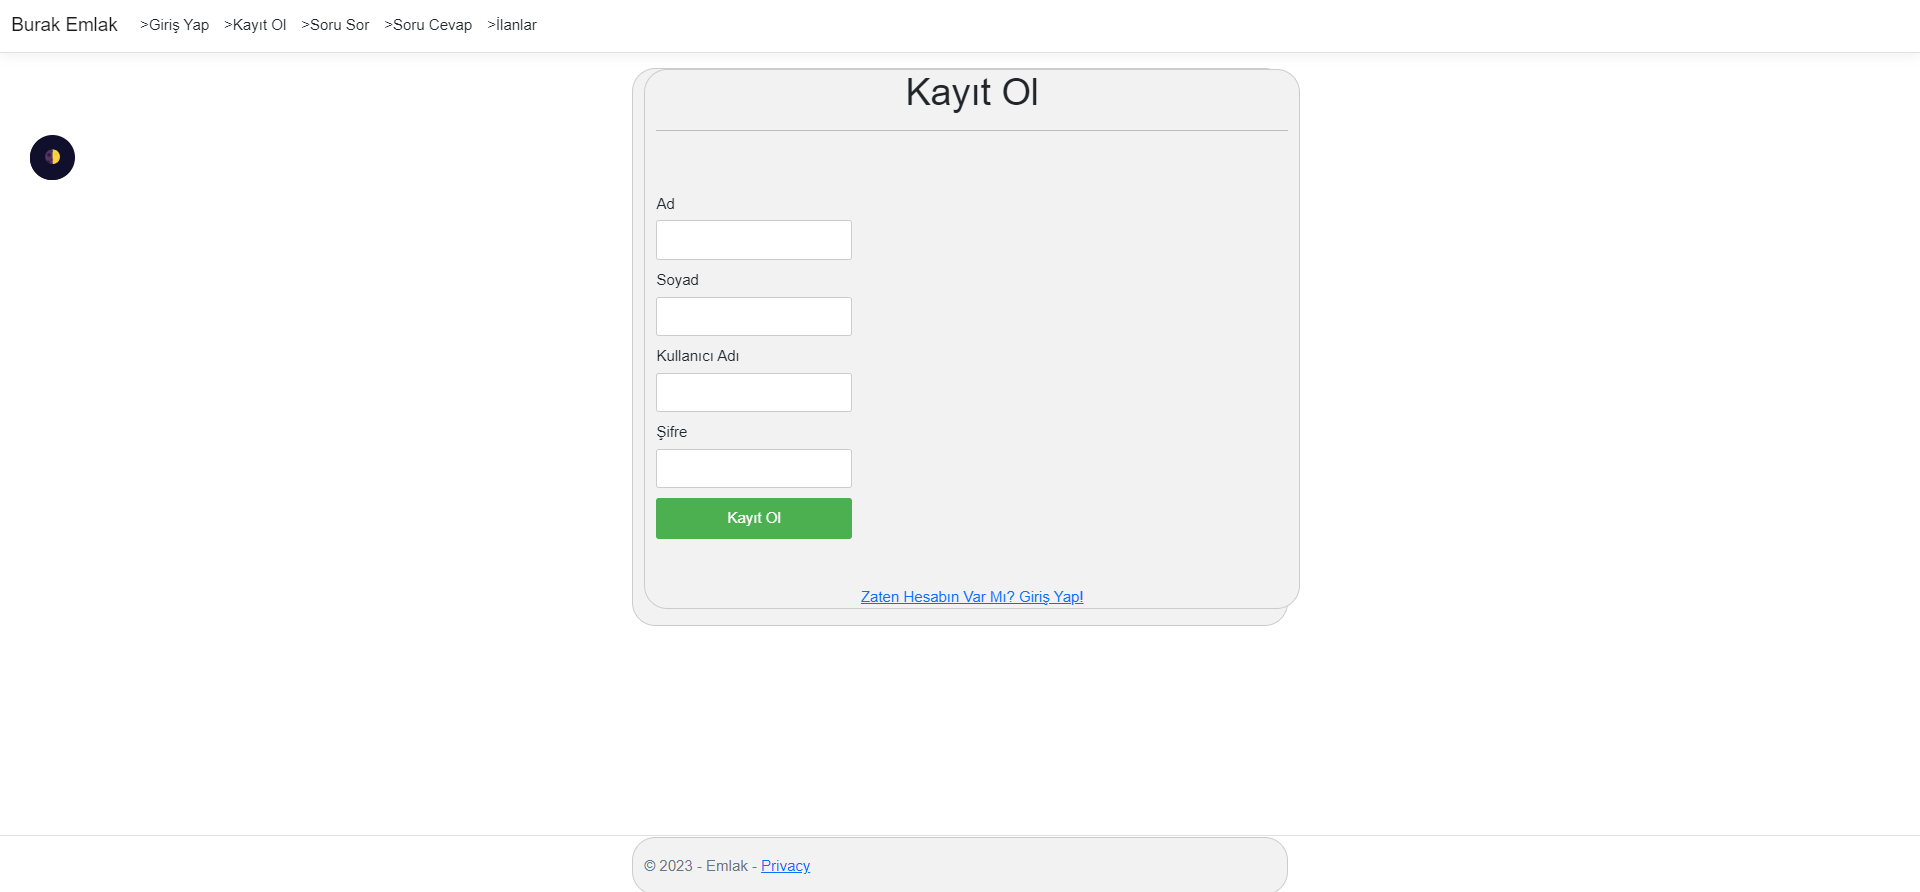 Burak Emlak >Giriş Yap >Kayıt Ol >Soru Sor >Soru Cevap >İlanlar
Kayıt Ol
Ad
Soyad
Kullanıcı Adı
Şifre
Kayıt Ol
Zaten Hesabın Var Mı? Giriş Yap!
© 2023 - Emlak - Privacy